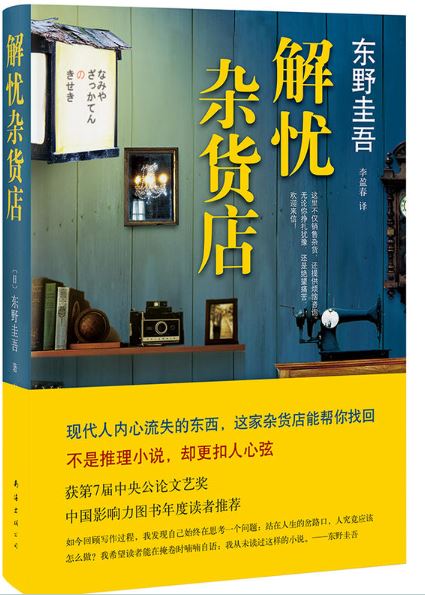 解忧杂货店
〔日〕东野圭吾 著
南海出版公司
なみや
ざっかてん
の
きせき
东野圭吾
解忧
杂货店
李盈春 译
这里不仅销售杂货，还提供烦恼咨询。
无论你挣扎犹豫，还是绝望痛苦，
欢迎来信！
现代人内心流失的东西，这家杂货店能帮你找回
不是推理小说，却更扣人心弦
获第7届中央公论文艺奖
中国影响力图书年度读者推荐
如今回顾写作过程，我发现自己始终在思考一个问题：站在人生的岔路口，人究竟应该
怎么做？我希望读者能在掩卷时喃喃自语：我从未读过这样的小说。——东野圭吾